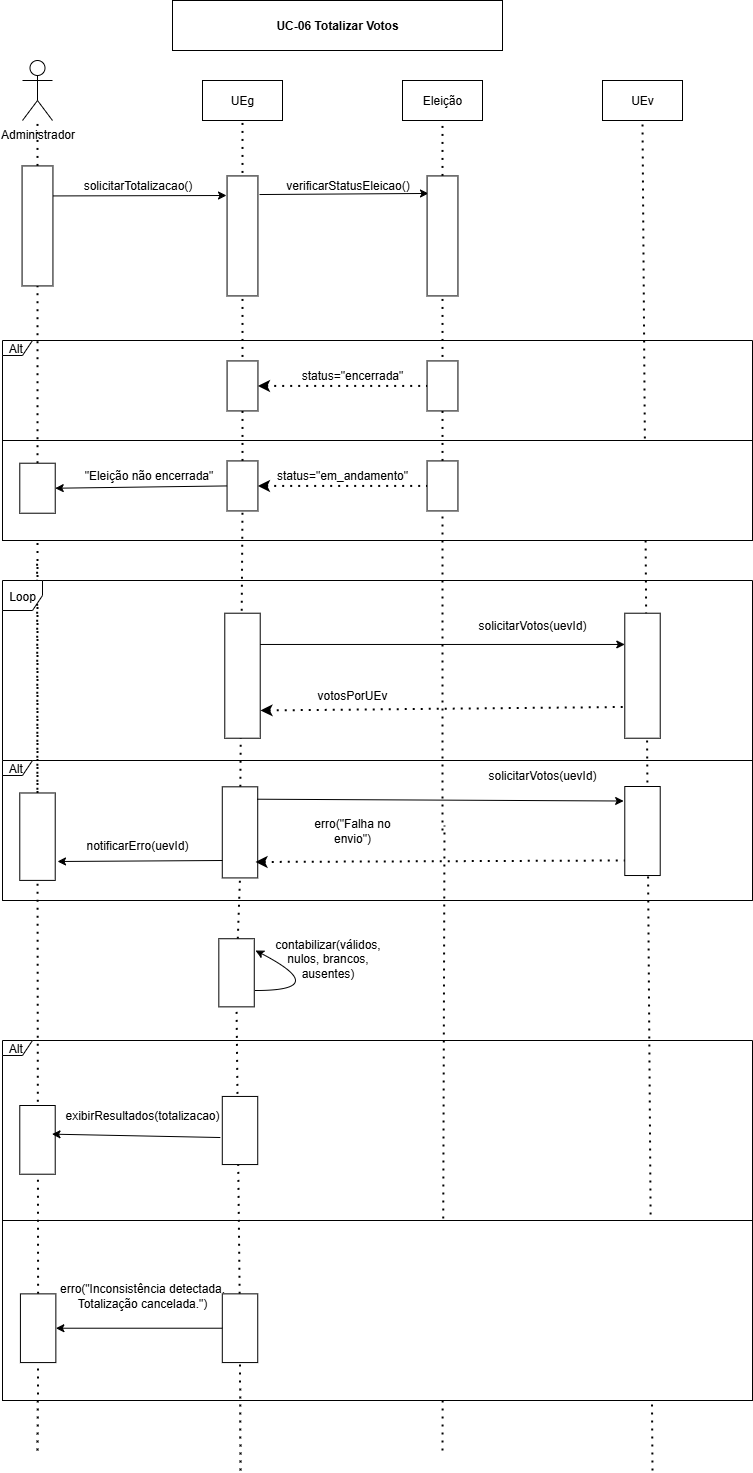 UC-06 Totalizar Votos
Administrador
UEg
Eleição
UEv
solicitarTotalizacao()
verificarStatusEleicao()
Alt
status="encerrada"
"Eleição não encerrada"
status="em_andamento"
Loop
solicitarVotos(uevId)
votosPorUEv
Alt
solicitarVotos(uevId)
erro("Falha no
envio")
notificarErro(uevId)
contabilizar(válidos,
nulos, brancos,
ausentes)
Alt
exibirResultados(totalizacao)
erro("Inconsistência detectada.
Totalização cancelada.")